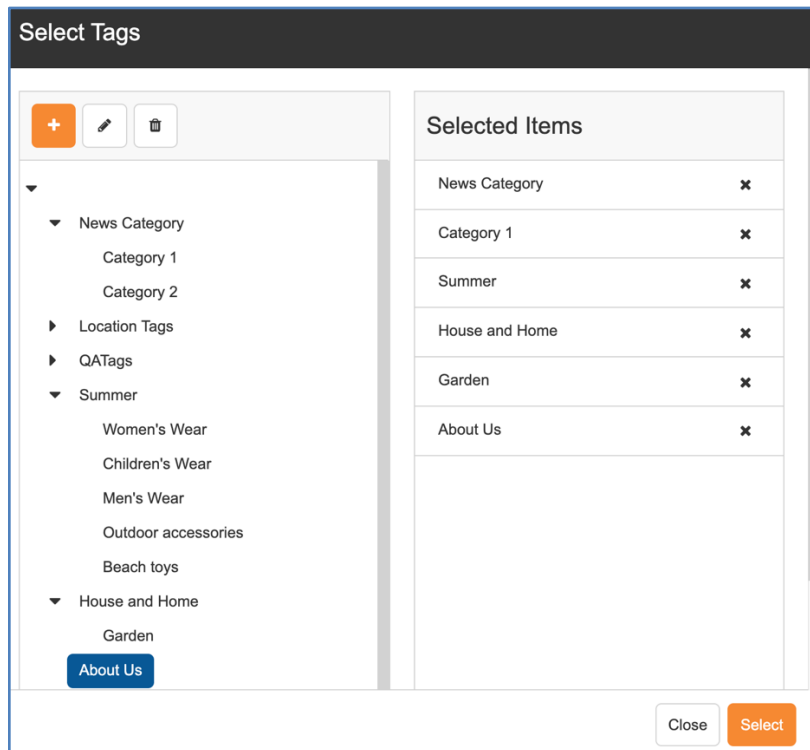 Select Tags
News Category
Category 1
Category 2
Location Tags
QATags
Summer
Women's Wear
Children's Wear
Men's Wear
Outdoor accessories
Beach toys
House and Home
Garden
About Us
Selected Items
News Category
Category 1
Summer
House and Home
Garden
About Us
Close
Select